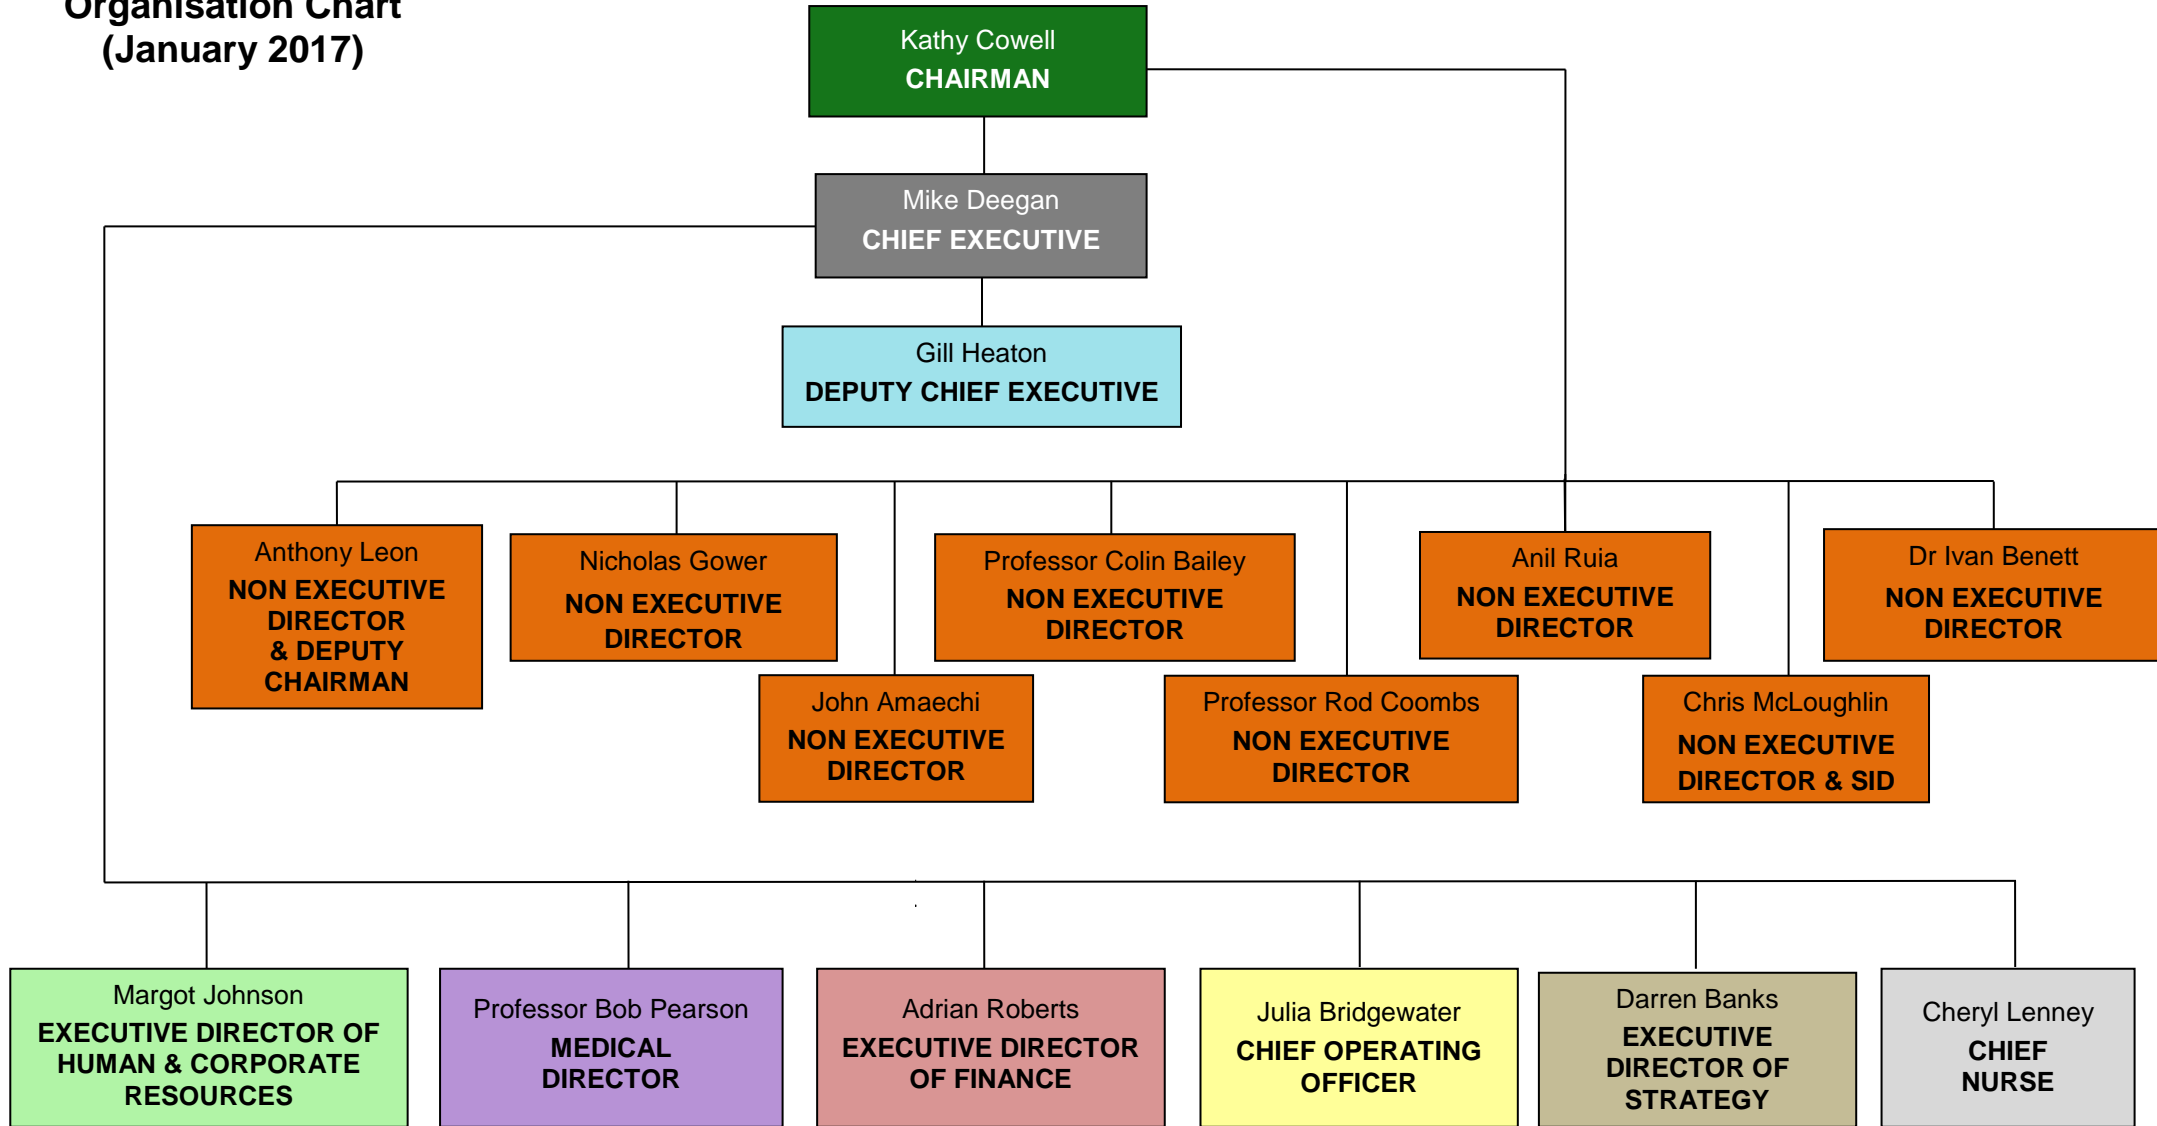 Organisation Chart
(January 2017)
Kathy Cowell
CHAIRMAN
Mike Deegan
CHIEF EXECUTIVE
Gill Heaton
DEPUTY CHIEF EXECUTIVE
Anthony Leon
NON EXECUTIVE
DIRECTOR
& DEPUTY
CHAIRMAN
Nicholas Gower
NON EXECUTIVE
DIRECTOR
John Amaechi
NON EXECUTIVE
DIRECTOR
Professor Colin Bailey
NON EXECUTIVE
DIRECTOR
Professor Rod Coombs
NON EXECUTIVE
DIRECTOR
Anil Ruia
NON EXECUTIVE
DIRECTOR
Chris McLoughlin
NON EXECUTIVE
DIRECTOR & SID
Dr Ivan Benett
NON EXECUTIVE
DIRECTOR
Margot Johnson
EXECUTIVE DIRECTOR OF
HUMAN & CORPORATE
RESOURCES
Professor Bob Pearson
MEDICAL
DIRECTOR
Adrian Roberts
EXECUTIVE DIRECTOR
OF FINANCE
Julia Bridgewater
CHIEF OPERATING
OFFICER
Darren Banks
EXECUTIVE
DIRECTOR OF
STRATEGY
Cheryl Lenney
CHIEF
NURSE